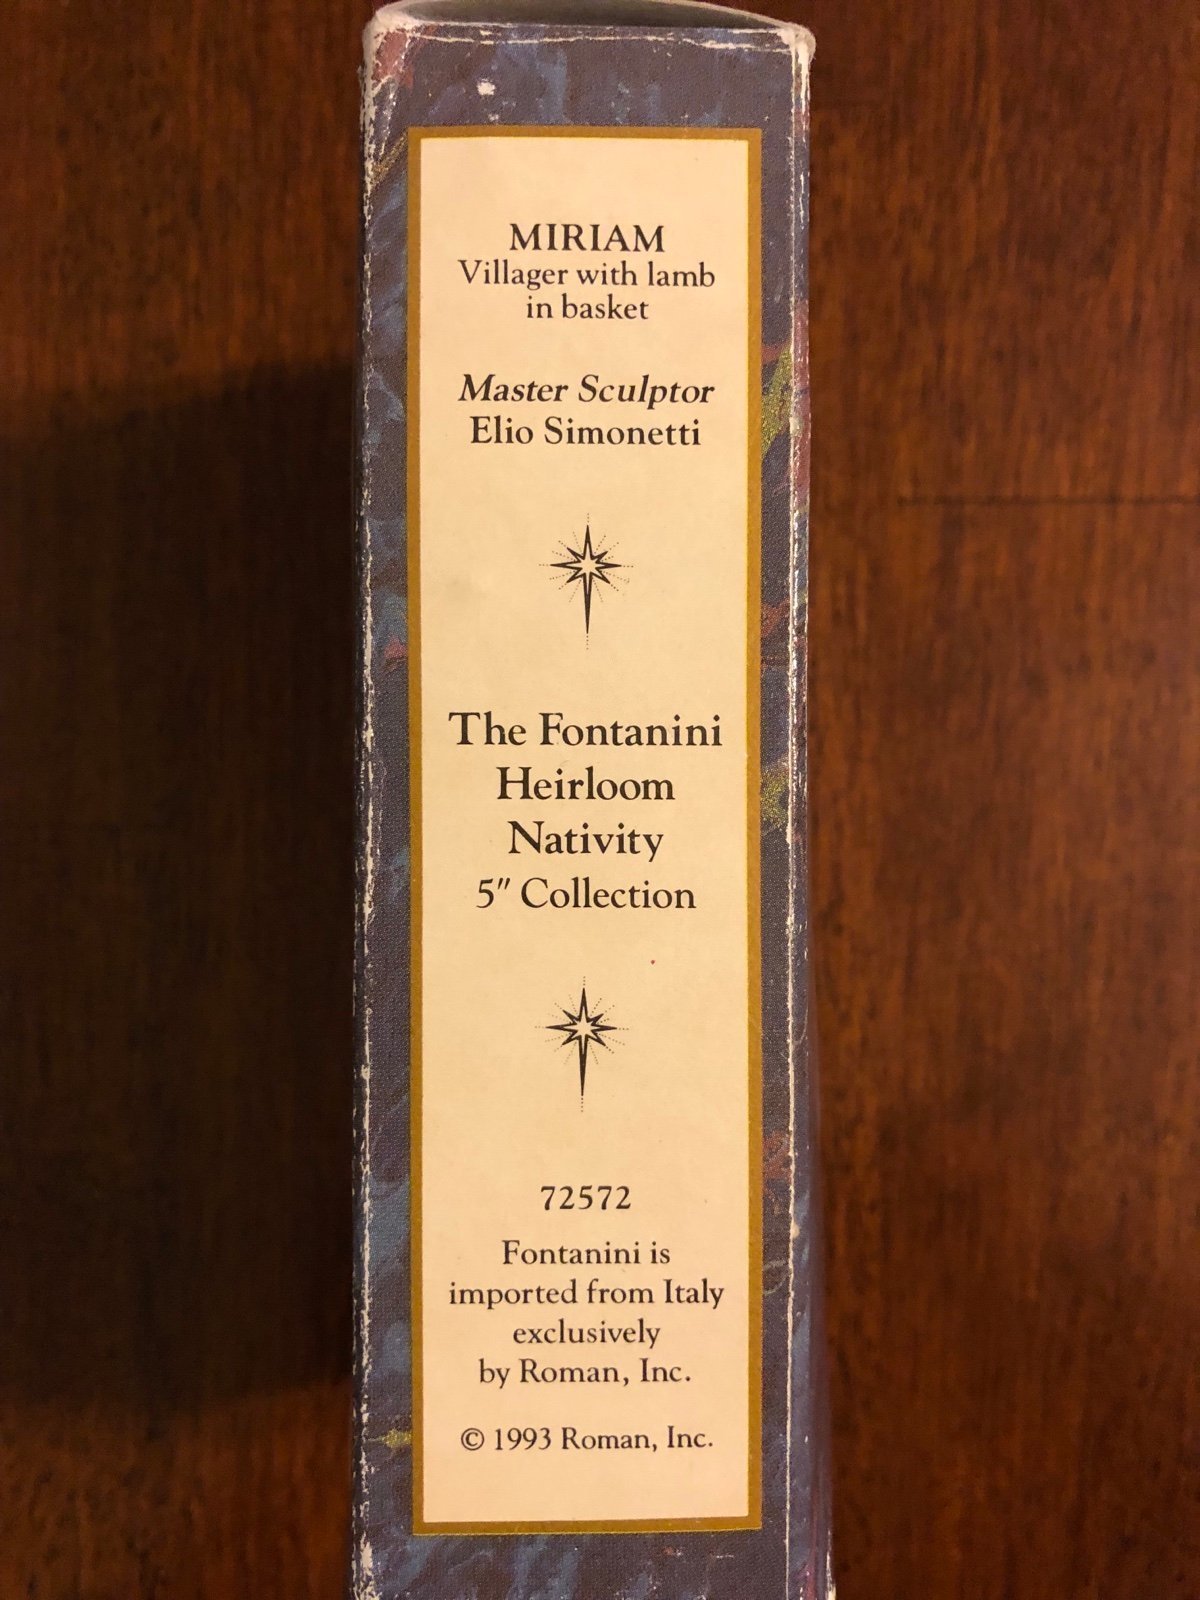 MIRIAM
Villager with lamb
in basket
Master Sculptor
Elio Simonetti
The Fontanini
Heirloom
Nativity
5" Collection
72572
Fontanini is
imported from Italy
exclusively
by Roman, Inc.
© 1993 Roman, Inc.